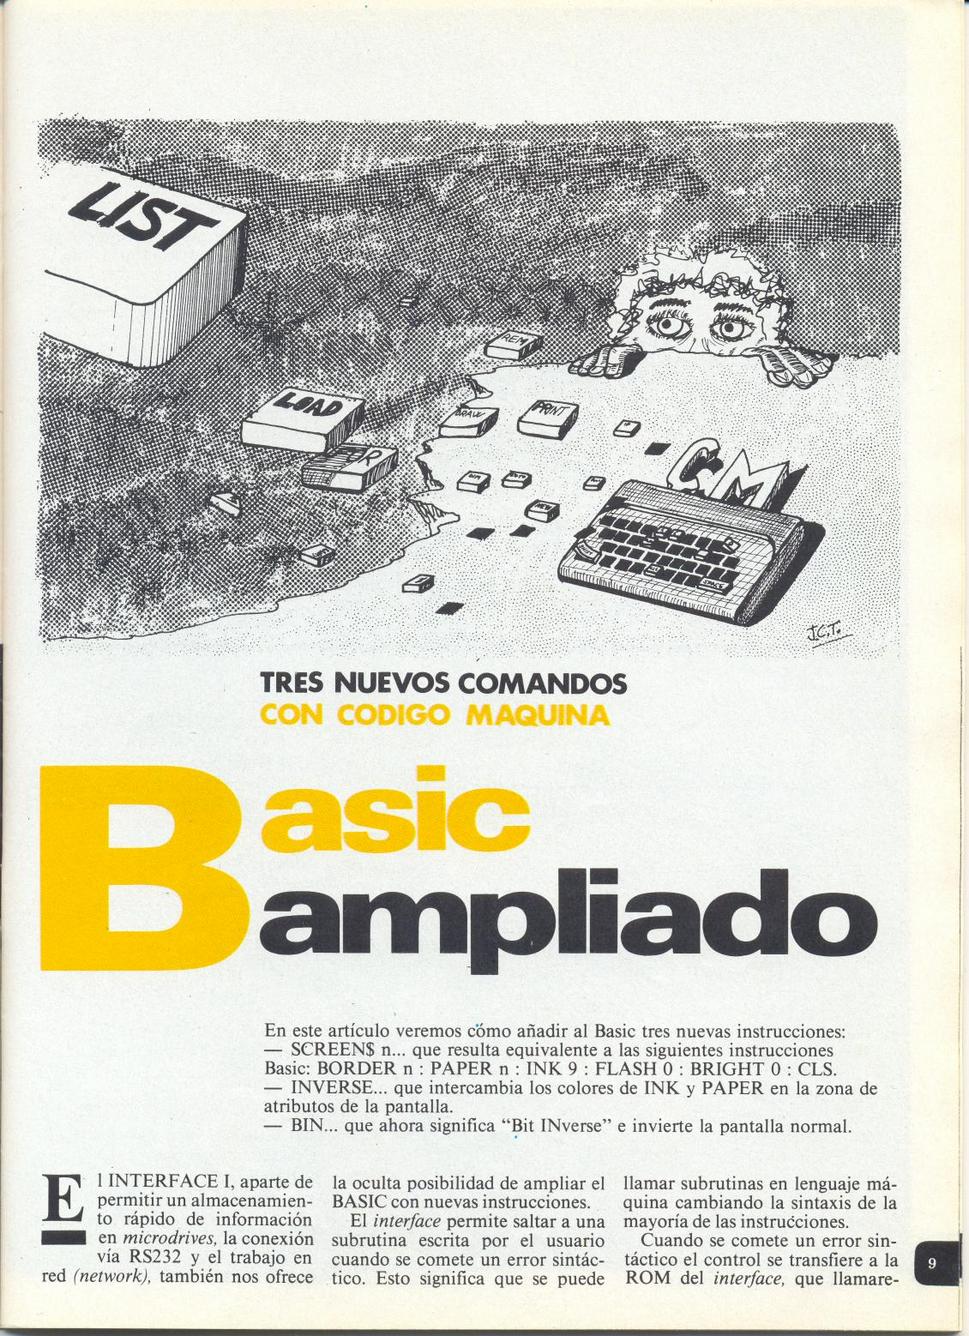 LIST
REM
LOAD
DRAW
PRINT
CM
SPACE
J.C.T.
TRES NUEVOS COMANDOS
CON CODIGO MAQUINA
Basic
ampliado
En este artículo veremos cómo añadir al Basic tres nuevas instrucciones:
— SCREEN$ n... que resulta equivalente a las siguientes instrucciones
Basic: BORDER n : PAPER n : INK 9 : FLASH 0 : BRIGHT 0 : CLS.
— INVERSE... que intercambia los colores de INK y PAPER en la zona de
atributos de la pantalla.
— BIN... que ahora significa “Bit INverse” e invierte la pantalla normal.
El INTERFACE I, aparte de
permitir un almacenamien-
to rápido de información
en microdrives, la conexión
vía RS232 y el trabajo en
red (network), también nos ofrece
la oculta posibilidad de ampliar el
BASIC con nuevas instrucciones.
El interface permite saltar a una
subrutina escrita por el usuario
cuando se comete un error sintác-
tico. Esto significa que se puede
llamar subrutinas en lenguaje má-
quina cambiando la sintaxis de la
mayoría de las instrucciones.
Cuando se comete un error sin-
táctico el control se transfiere a la
ROM del interface, que llamare-
9